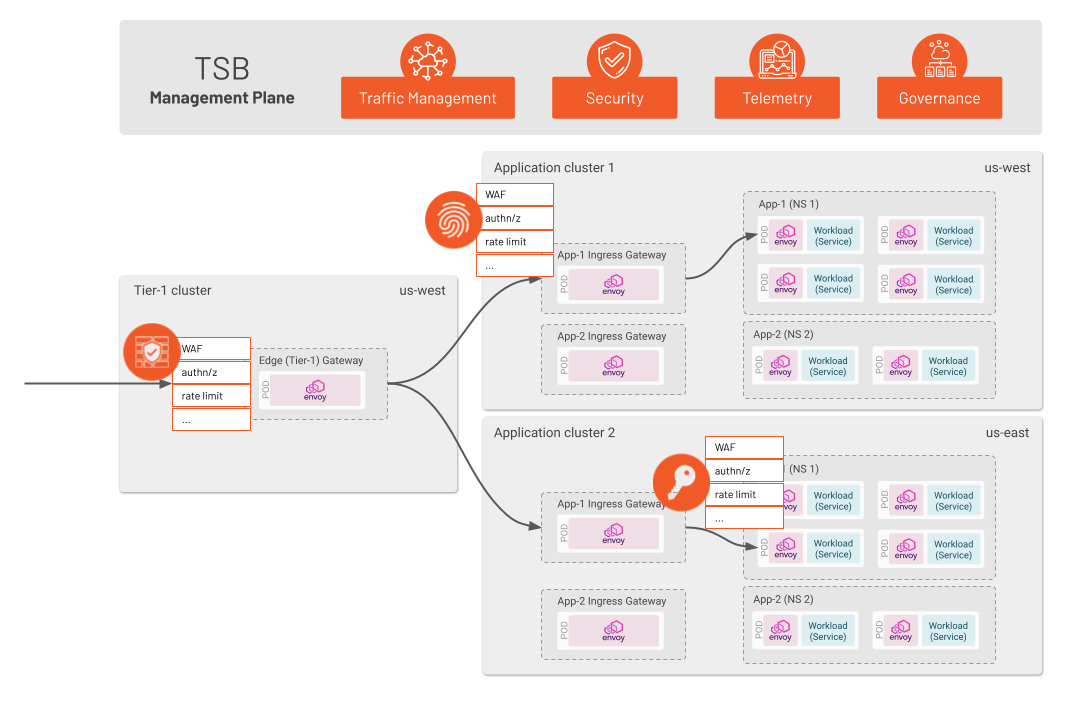 TSB
Management Plane
Traffic Management
Security
Telemetry
Governance
Application cluster 1
us-west
WAF
authn/z
rate limit
...
App-1 Ingress Gateway
POD
envoy
App-2 Ingress Gateway
POD
envoy
App-1 (NS 1)
POD
envoy
Workload
(Service)
POD
envoy
Workload
(Service)
POD
envoy
Workload
(Service)
POD
envoy
Workload
(Service)
App-2 (NS 2)
POD
envoy
Workload
(Service)
POD
envoy
Workload
(Service)
Tier-1 cluster
us-west
WAF
authn/z
rate limit
...
Edge (Tier-1) Gateway
POD
envoy
Application cluster 2
us-east
App-1 Ingress Gateway
POD
envoy
App-2 Ingress Gateway
POD
envoy
WAF
authn/z
rate limit
...
(NS 1)
envoy
Workload
(Service)
POD
envoy
Workload
(Service)
POD
envoy
Workload
(Service)
POD
envoy
Workload
(Service)
App-2 (NS 2)
POD
envoy
Workload
(Service)
POD
envoy
Workload
(Service)